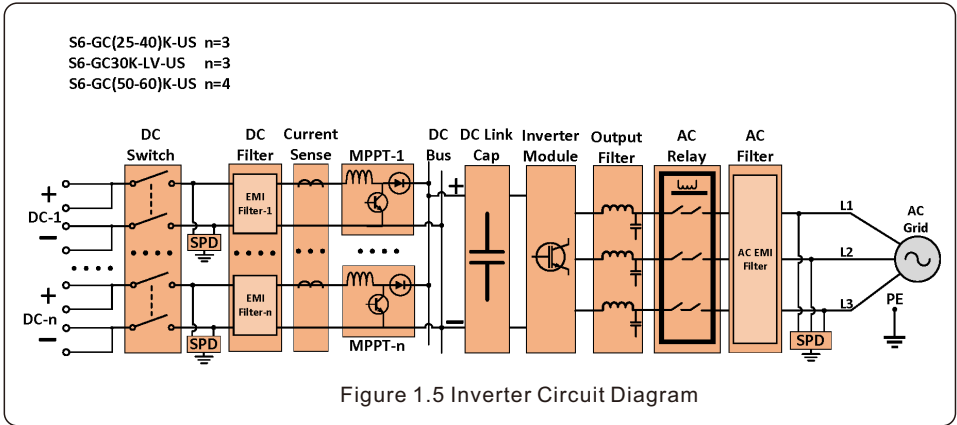 S6-GC(25-40)K-US n=3
S6-GC30K-LV-US n=3
S6-GC(50-60)K-US n=4
DC Switch
DC Filter
Current Sense
MPPT-1
DC Bus
DC Link Cap
Inverter Module
Output Filter
AC Relay
AC Filter
+
DC-1
−
EMI Filter-1
SPD
+
DC-n
−
EMI Filter-n
SPD
MPPT-n
+
−
AC EMI Filter
L1
L2
L3
AC Grid
PE
SPD
Figure 1.5 Inverter Circuit Diagram